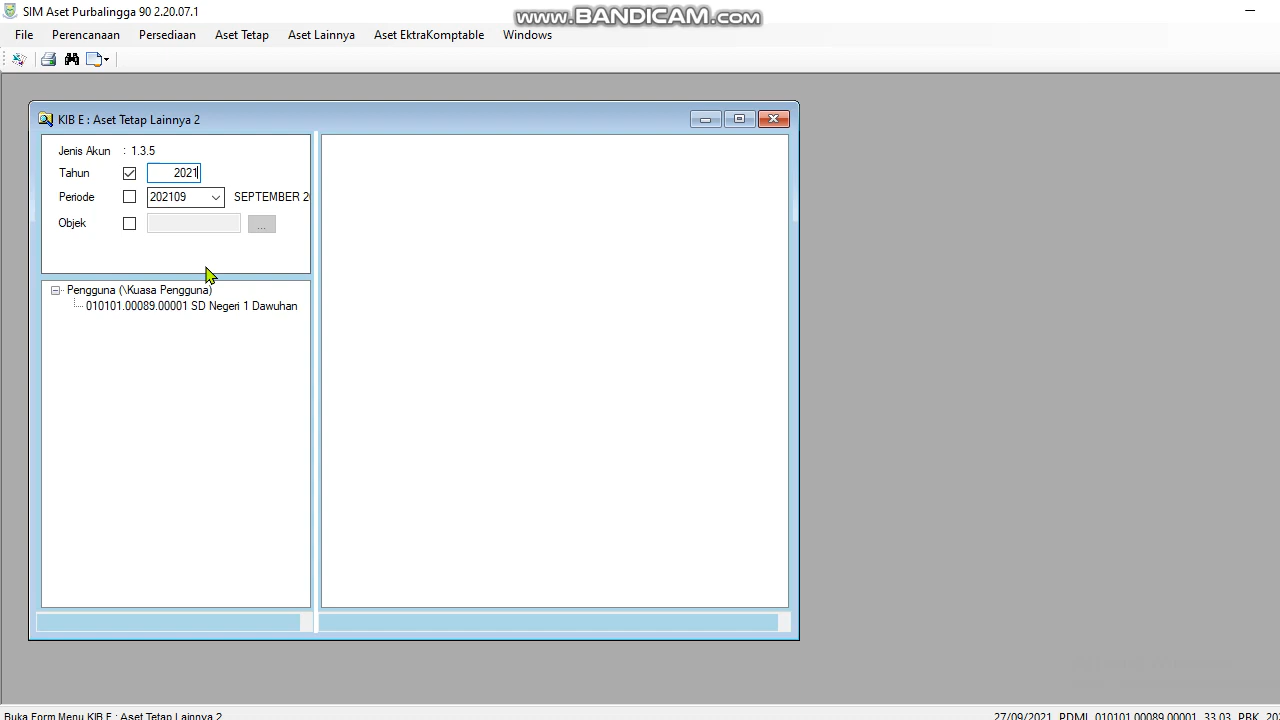 SIM Aset Purbalingga 90 2.20.07.1
www.BANDICAM.com
File Perencanaan Persediaan Aset Tetap Aset Lainnya Aset EktraKomptable Windows
KIB E : Aset Tetap Lainnya 2
Jenis Akun : 1.3.5
Tahun 2021
Periode 202109 SEPTEMBER 2
Objek ...
Pengguna (\Kuasa Pengguna)
010101.00089.00001 SD Negeri 1 Dawuhan
Buka Form Menu KIB E : Aset Tetap Lainnya 2
27/09/2021 PDML 010101.00089.00001 33.03 PBK